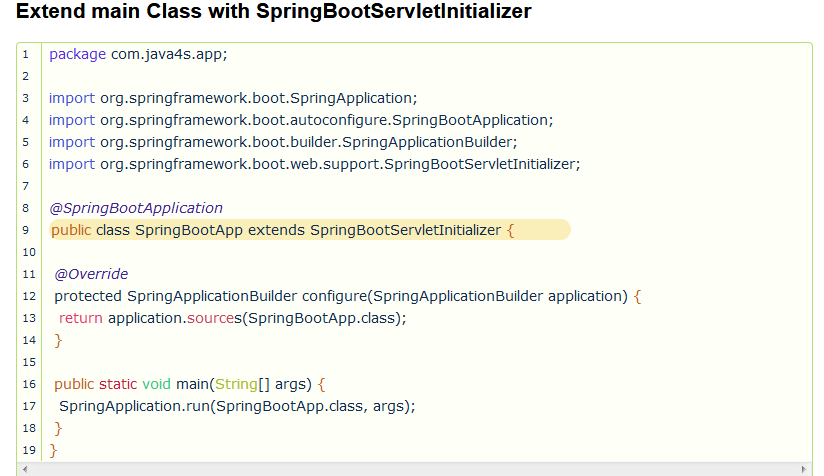 Extend main Class with SpringBootServletInitializer
1 package com.java4s.app;
2
3 import org.springframework.boot.SpringApplication;
4 import org.springframework.boot.autoconfigure.SpringBootApplication;
5 import org.springframework.boot.builder.SpringApplicationBuilder;
6 import org.springframework.boot.web.support.SpringBootServletInitializer;
7
8 @SpringBootApplication
9 public class SpringBootApp extends SpringBootServletInitializer {
10
11 @Override
12 protected SpringApplicationBuilder configure(SpringApplicationBuilder application) {
13 return application.sources(SpringBootApp.class);
14 }
15
16 public static void main(String[] args) {
17 SpringApplication.run(SpringBootApp.class, args);
18 }
19 }